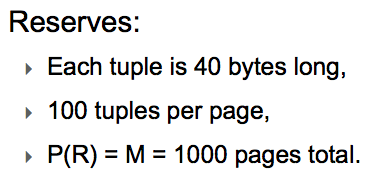 Reserves:
Each tuple is 40 bytes long,
100 tuples per page,
P(R) = M = 1000 pages total.